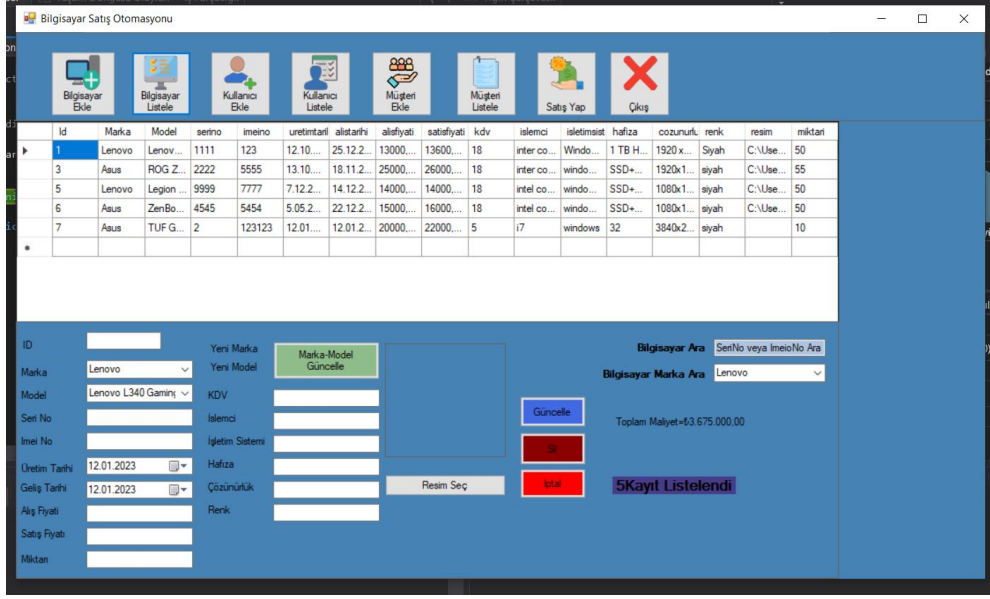 Bilgisayar Satış Otomasyonu
Bilgisayar Ekle
Bilgisayar Listele
Kullanıcı Ekle
Kullanıcı Listele
Müşteri Ekle
Müşteri Listele
Satış Yap
Çıkış
Id Marka Model serino imeino uretimtaril alistarihi alisfiyati satisfiyati kdv islemci isletimsist hafiza cozunurlu renk resim miktari
1 Lenovo Lenov... 1111 123 12.10.... 25.12.2... 13000,... 13600,... 18 inter co... Windo... 1 TB H... 1920 x... Siyah C:\Use... 50
3 Asus ROG Z... 2222 5555 13.10.... 18.11.2... 25000,... 26000,... 18 inter co... windo... SSD+... 1920x1... siyah C:\Use... 55
5 Lenovo Legion ... 9999 7777 7.12.2... 14.12.2... 14000,... 14000,... 18 intel co... windo... SSD+... 1080x1... siyah C:\Use... 50
6 Asus ZenBo... 4545 5454 5.05.2... 22.12.2... 15000,... 16000,... 18 intel co... windo... SSD+... 1080x1... siyah C:\Use... 50
7 Asus TUF G... 2 123123 12.01.... 12.01.2... 20000,... 22000,... 5 i7 windows 32 3840x2... siyah 10
ID
Marka Lenovo
Model Lenovo L340 Gaming
Seri No
Imei No
Üretim Tarihi 12.01.2023
Geliş Tarihi 12.01.2023
Alış Fiyati
Satış Fiyatı
Miktarı
Yeni Marka
Yeni Model
Marka-Model Güncelle
KDV
İslemci
İşletim Sistemi
Hafıza
Çözünürlük
Renk
Resim Seç
Güncelle
Sil
İptal
Bilgisayar Ara SeriNo veya ImeioNo Ara
Bilgisayar Marka Ara Lenovo
Toplam Maliyet=₺3.675.000,00
5Kayıt Listelendi